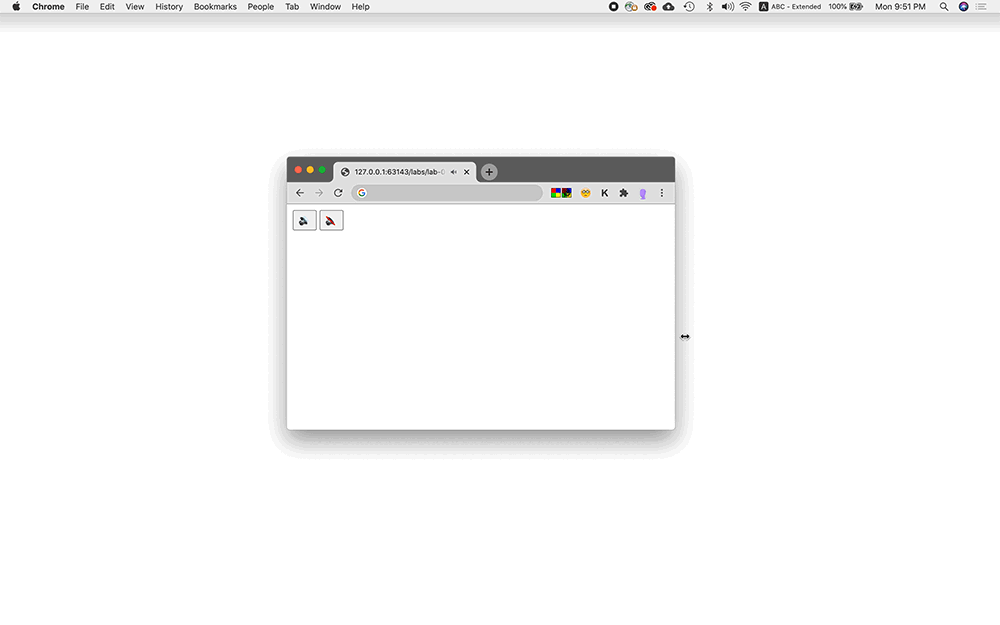 Chrome File Edit View History Bookmarks People Tab Window Help A ABC - Extended 100% Mon 9:51 PM
127.0.0.1:63143/labs/lab-0
G K